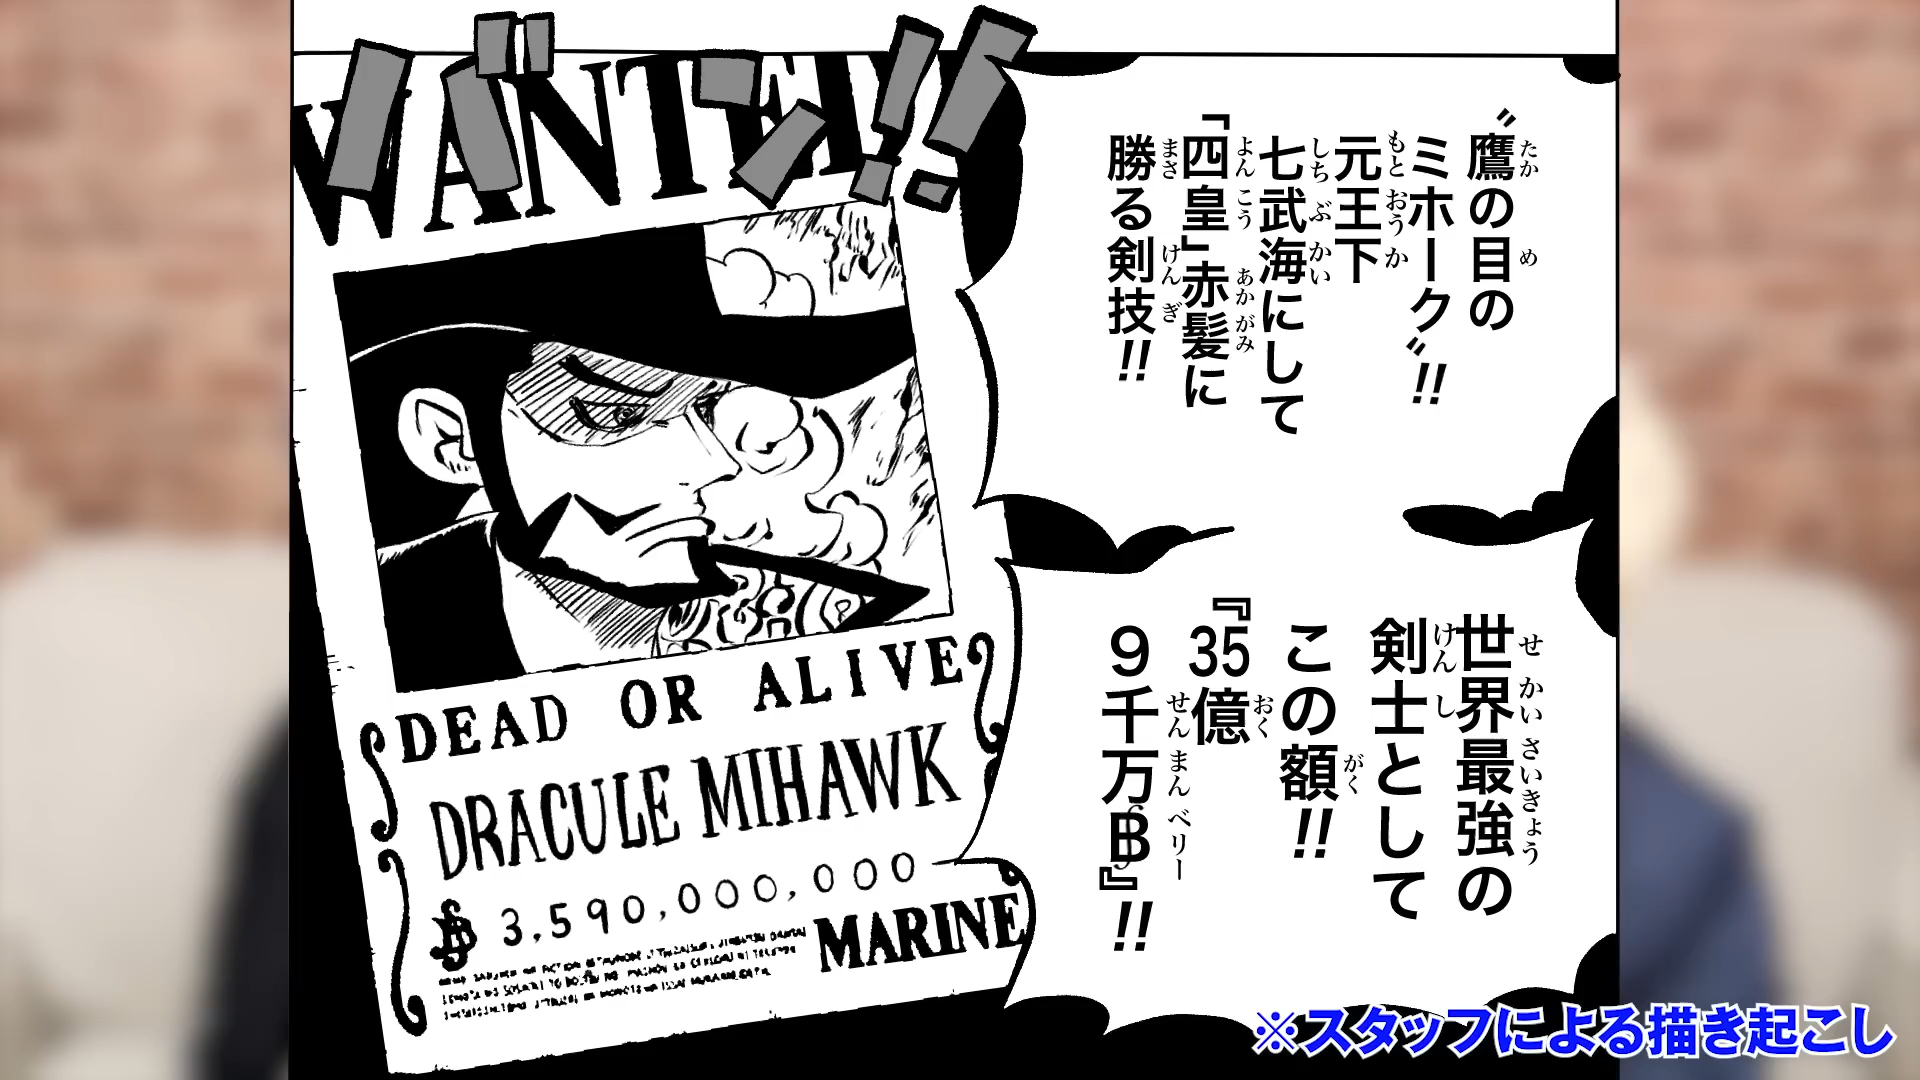 バーン!!
WANTED
DEAD OR ALIVE
DRACULE MIHAWK
3,590,000,000
MARINE
〝鷹の目の
ミホーク〟!!
元王下
七武海にして
「四皇」赤髪に
勝る剣技!!
世界最強の
剣士として
この額!!
『35億
9千万B』!!
※スタッフによる描き起こし